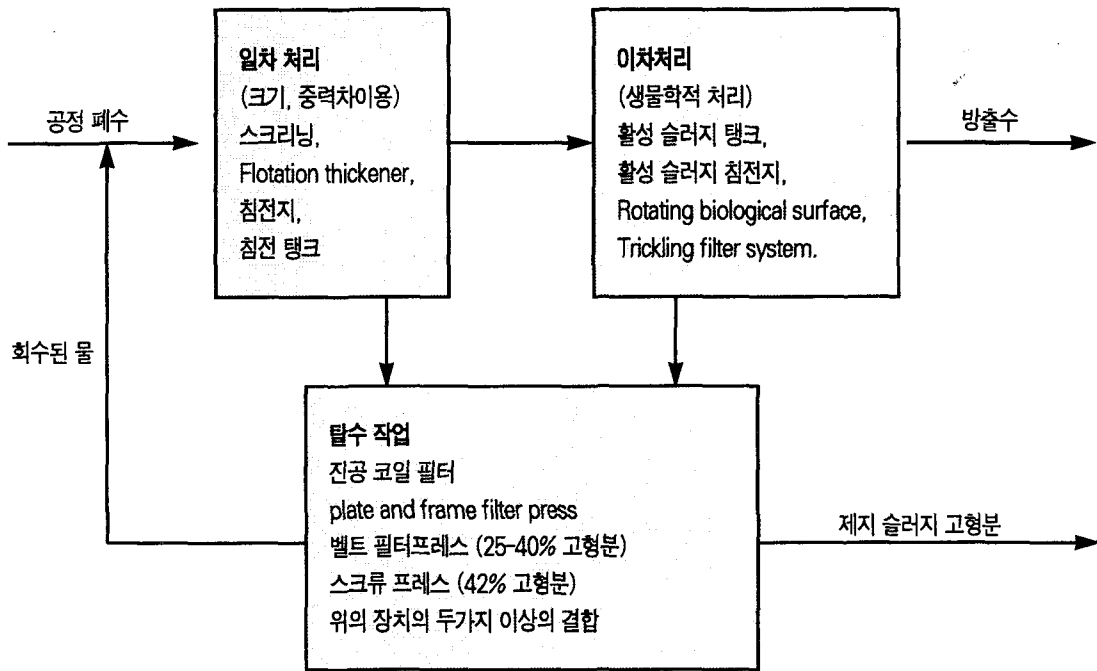 공정 폐수
일차 처리
(크기, 중력차이용)
스크리닝,
Flotation thickener,
침전지,
침전 탱크
이차처리
(생물학적 처리)
활성 슬러지 탱크,
활성 슬러지 침전지,
Rotating biological surface,
Trickling filter system.
방출수
회수된 물
탈수 작업
진공 코일 필터
plate and frame filter press
벨트 필터프레스 (25-40% 고형분)
스크류 프레스 (42% 고형분)
위의 장치의 두가지 이상의 결합
제지 슬러지 고형분